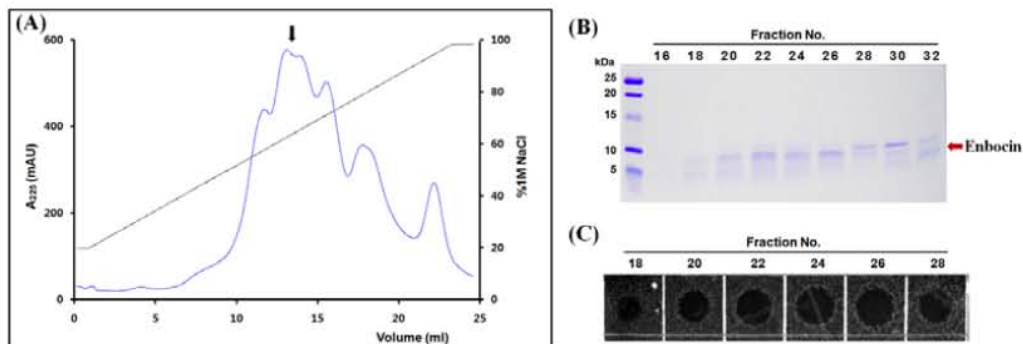 (A)
600
400
200
0
A225 (mAU)
0
5
10
15
20
25
Volume (ml)
100
80
60
40
20
0
%1M NaCl
(B)
Fraction No.
16 18 20 22 24 26 28 30 32
kDa
25
20
15
10
5
Enbocin
(C)
Fraction No.
18 20 22 24 26 28